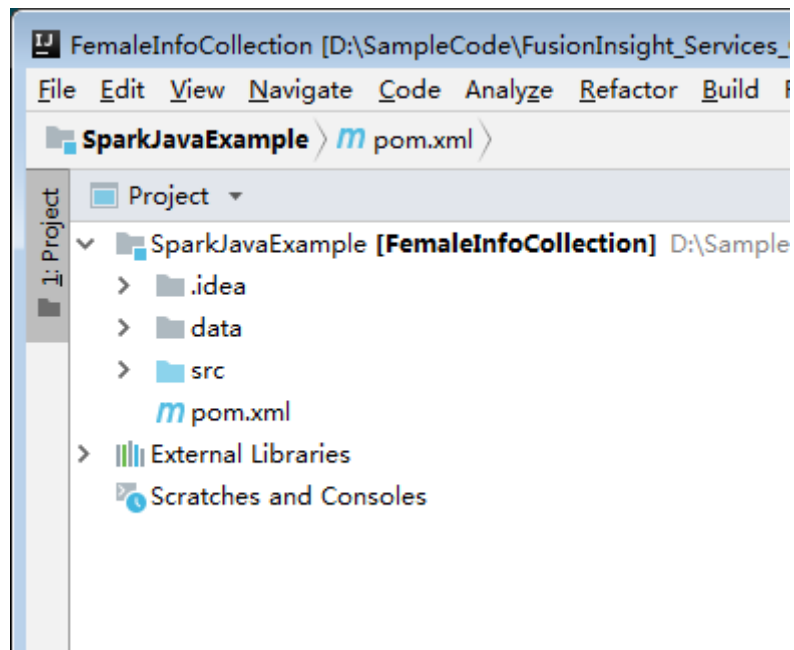 FemaleInfoCollection [D:\SampleCode\FusionInsight_Services_
File Edit View Navigate Code Analyze Refactor Build
SparkJavaExample pom.xml
1: Project
Project
SparkJavaExample [FemaleInfoCollection] D:\Sample
.idea
data
src
pom.xml
External Libraries
Scratches and Consoles